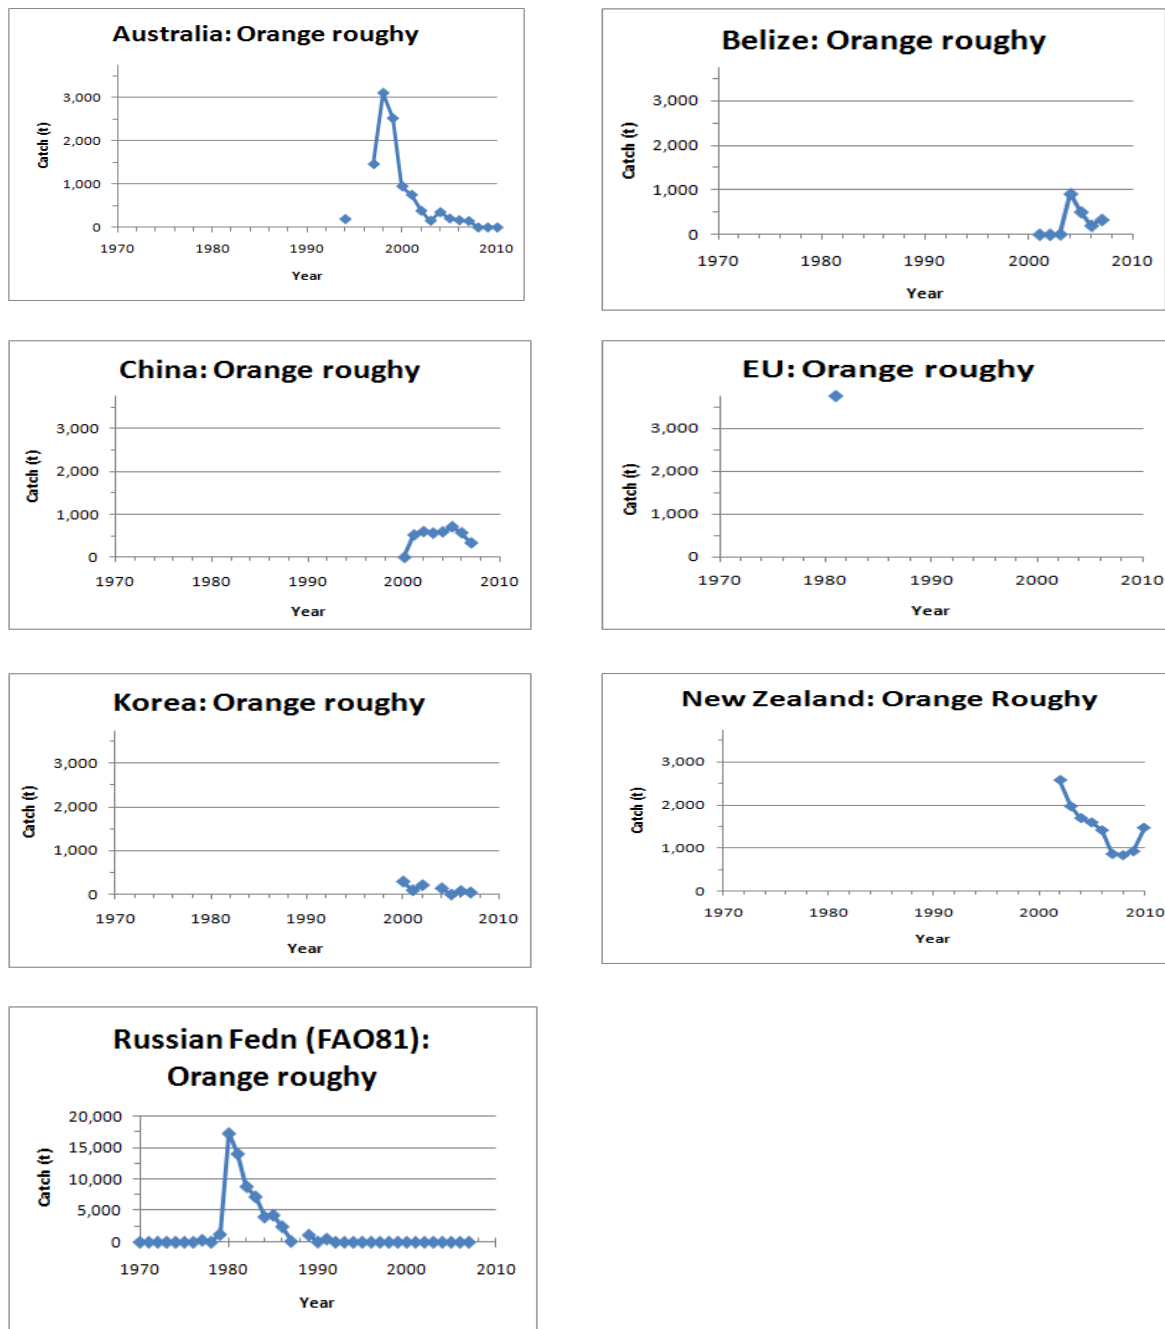 Australia: Orange roughy
3,000
2,000
1,000
0
Catch (t)
1970 1980 1990 2000 2010
Year
Belize: Orange roughy
3,000
2,000
1,000
0
Catch (t)
1970 1980 1990 2000 2010
Year
China: Orange roughy
3,000
2,000
1,000
0
Catch (t)
1970 1980 1990 2000 2010
Year
EU: Orange roughy
3,000
2,000
1,000
0
Catch (t)
1970 1980 1990 2000 2010
Year
Korea: Orange roughy
3,000
2,000
1,000
0
Catch (t)
1970 1980 1990 2000 2010
Year
New Zealand: Orange Roughy
3,000
2,000
1,000
0
Catch (t)
1970 1980 1990 2000 2010
Year
Russian Fedn (FAO81):
Orange roughy
20,000
15,000
10,000
5,000
0
Catch (t)
1970 1980 1990 2000 2010
Year